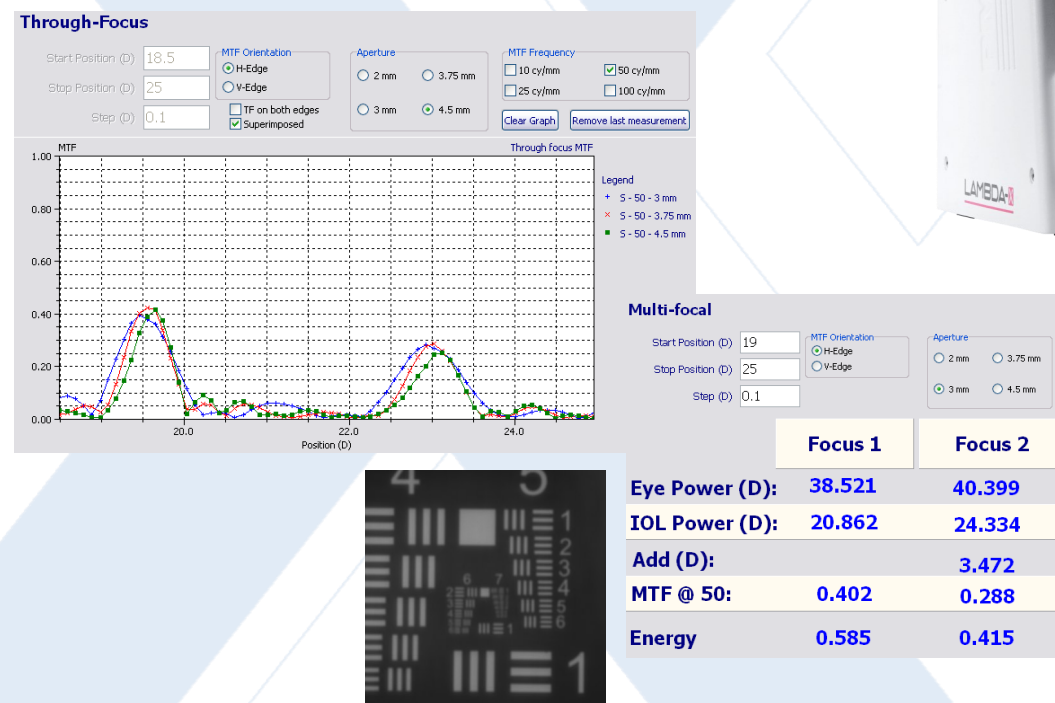 Through-Focus
Start Position (D) 18.5
Stop Position (D) 25
Step (D) 0.1
MTF Orientation
H-Edge
V-Edge
TF on both edges
Superimposed
Aperture
2 mm 3.75 mm
3 mm 4.5 mm
MTF Frequency
10 cy/mm 50 cy/mm
25 cy/mm 100 cy/mm
Clear Graph Remove last measurement
MTF Through focus MTF
1.00
0.80
0.60
0.40
0.20
0.00
20.0 22.0 24.0
Position (D)
Legend
+ S - 50 - 3 mm
× S - 50 - 3.75 mm
■ S - 50 - 4.5 mm
LAMBDA-X
Multi-focal
Start Position (D) 19
Stop Position (D) 25
Step (D) 0.1
MTF Orientation
H-Edge
V-Edge
Aperture
2 mm 3.75 mm
3 mm 4.5 mm
Focus 1 Focus 2
Eye Power (D): 38.521 40.399
IOL Power (D): 20.862 24.334
Add (D): 3.472
MTF @ 50: 0.402 0.288
Energy 0.585 0.415
4 5
1
2
3
4
5
6
6 7
2
3
1
1